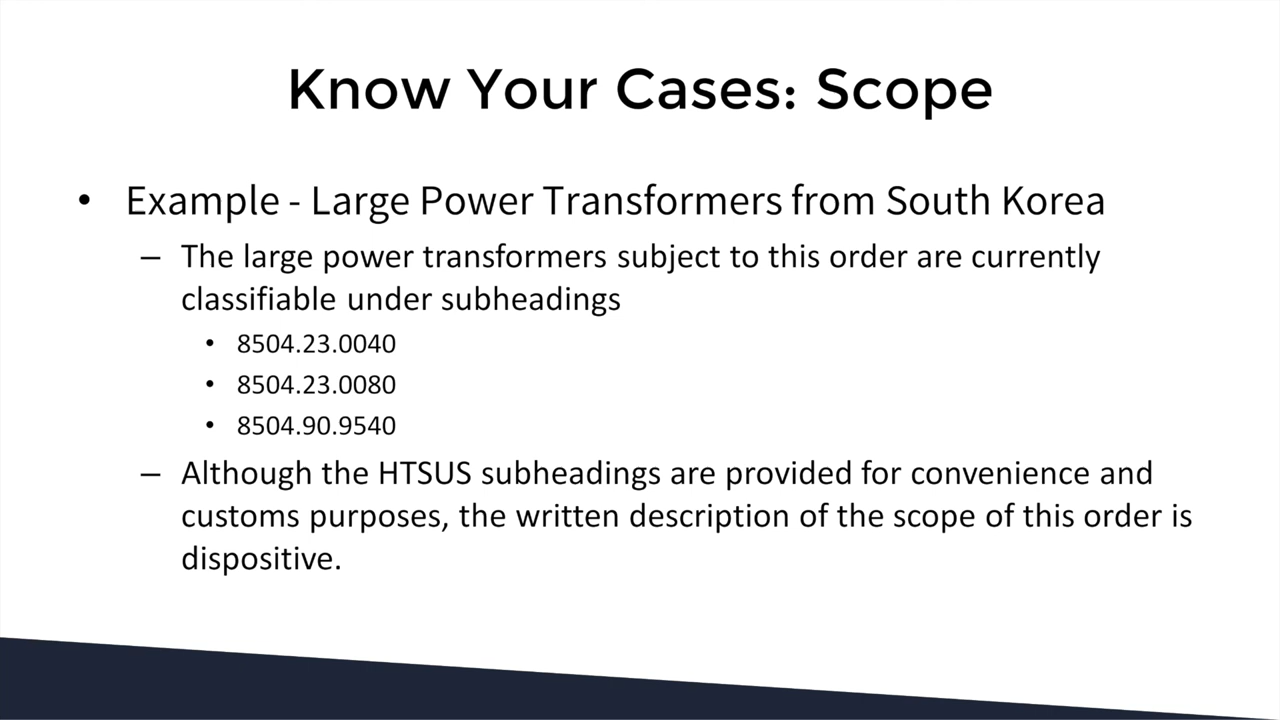 Know Your Cases: Scope
• Example - Large Power Transformers from South Korea
– The large power transformers subject to this order are currently
classifiable under subheadings
• 8504.23.0040
• 8504.23.0080
• 8504.90.9540
– Although the HTSUS subheadings are provided for convenience and
customs purposes, the written description of the scope of this order is
dispositive.